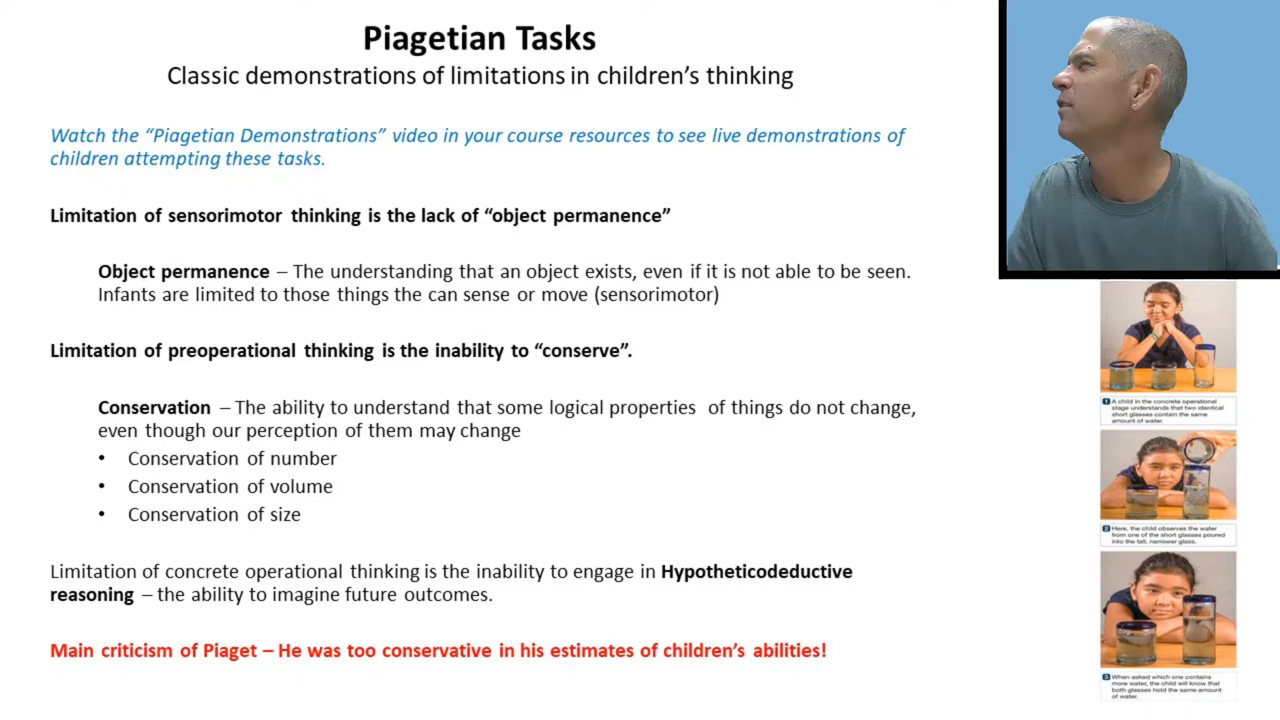 Piagetian Tasks
Classic demonstrations of limitations in children's thinking
Watch the “Piagetian Demonstrations” video in your course resources to see live demonstrations of
children attempting these tasks.
Limitation of sensorimotor thinking is the lack of “object permanence”
Object permanence – The understanding that an object exists, even if it is not able to be seen.
Infants are limited to those things the can sense or move (sensorimotor)
Limitation of preoperational thinking is the inability to “conserve”.
Conservation – The ability to understand that some logical properties of things do not change,
even though our perception of them may change
• Conservation of number
• Conservation of volume
• Conservation of size
Limitation of concrete operational thinking is the inability to engage in Hypotheticodeductive
reasoning – the ability to imagine future outcomes.
Main criticism of Piaget – He was too conservative in his estimates of children's abilities!
1 A child in the concrete operational
stage understands that two identical
short glasses contain the same
amount of water.
2 Here, the child observes the water
from one of the short glasses poured
into the tall, narrower glass.
3 When asked which one contains
more water, the child will know that
both glasses hold the same amount
of water.